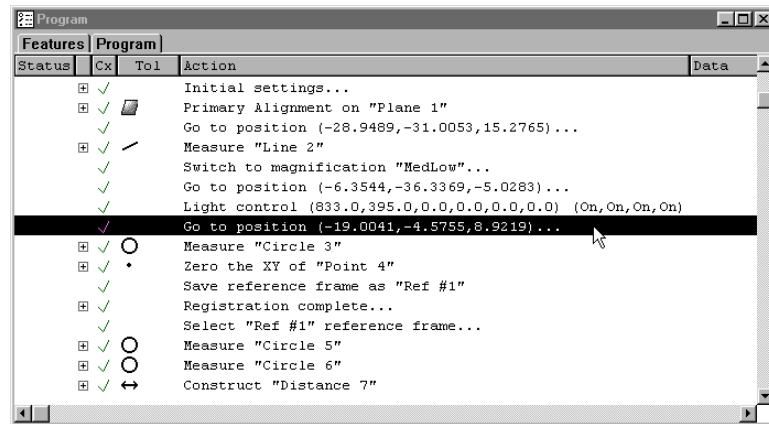 Program
Features Program
Status Cx Tol Action Data
Initial settings...
Primary Alignment on "Plane 1"
Go to position (-28.9489,-31.0053,15.2765)...
Measure "Line 2"
Switch to magnification "MedLow"...
Go to position (-6.3544,-36.3369,-5.0283)...
Light control (833.0,395.0,0.0,0.0,0.0,0.0) (On,On,On,On)
Go to position (-19.0041,-4.5755,8.9219)...
Measure "Circle 3"
Zero the XY of "Point 4"
Save reference frame as "Ref #1"
Registration complete...
Select "Ref #1" reference frame...
Measure "Circle 5"
Measure "Circle 6"
Construct "Distance 7"